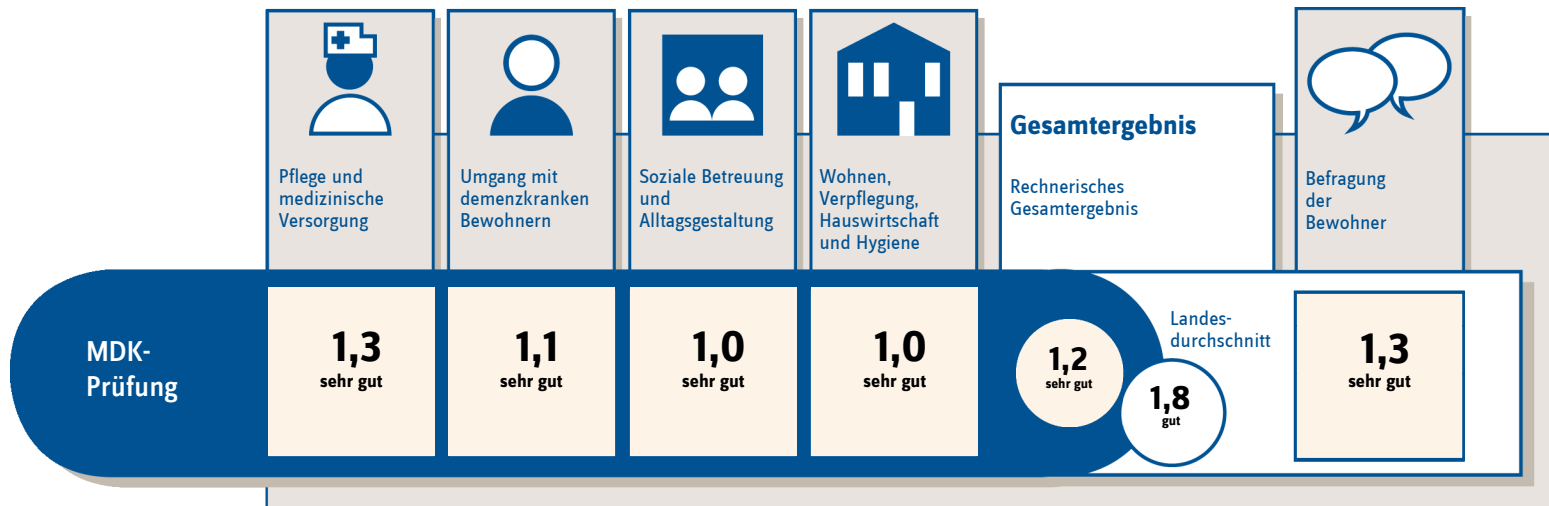 Pflege und
medizinische
Versorgung
Umgang mit
demenzkranken
Bewohnern
Soziale Betreuung
und
Alltagsgestaltung
Wohnen,
Verpflegung,
Hauswirtschaft
und Hygiene
Gesamtergebnis
Rechnerisches
Gesamtergebnis
Befragung
der
Bewohner
MDK-
Prüfung
1,3
sehr gut
1,1
sehr gut
1,0
sehr gut
1,0
sehr gut
1,2
sehr gut
Landes-
durchschnitt
1,8
gut
1,3
sehr gut